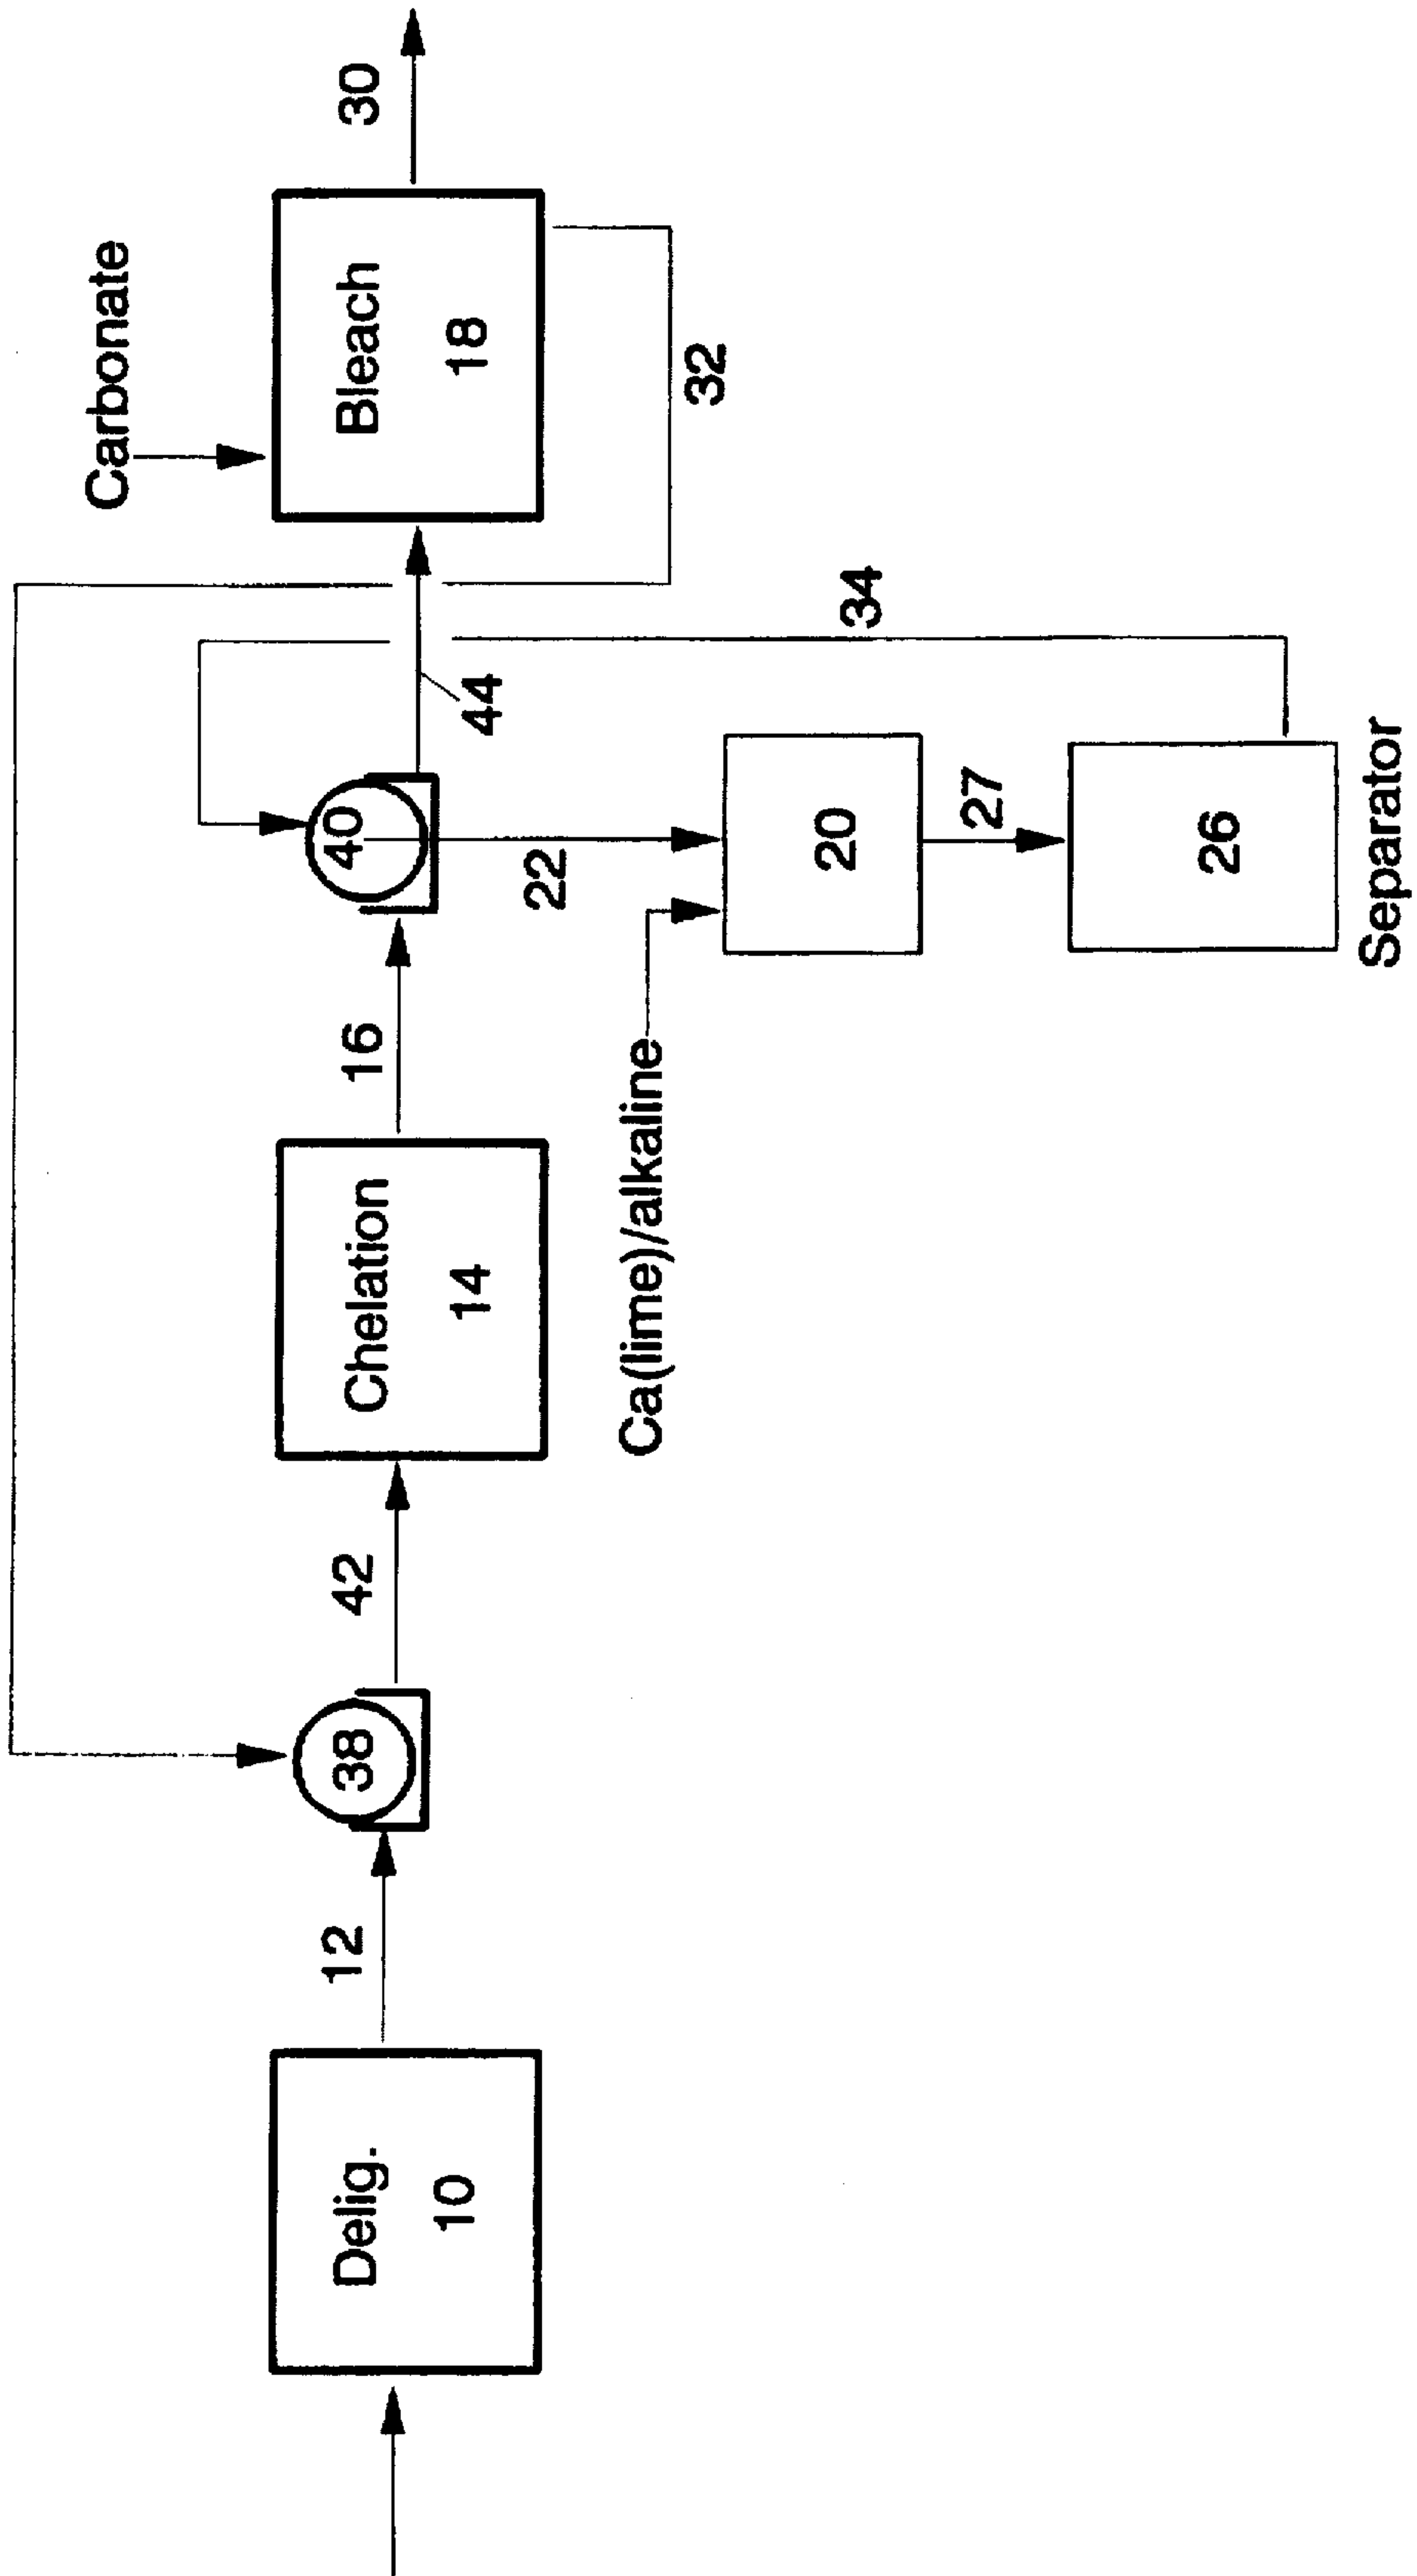 Carbonate
Delig.
10
12
38
42
Chelation
14
16
40
44
Bleach
18
30
32
22
34
Ca(lime)/alkaline
20
27
26
Separator